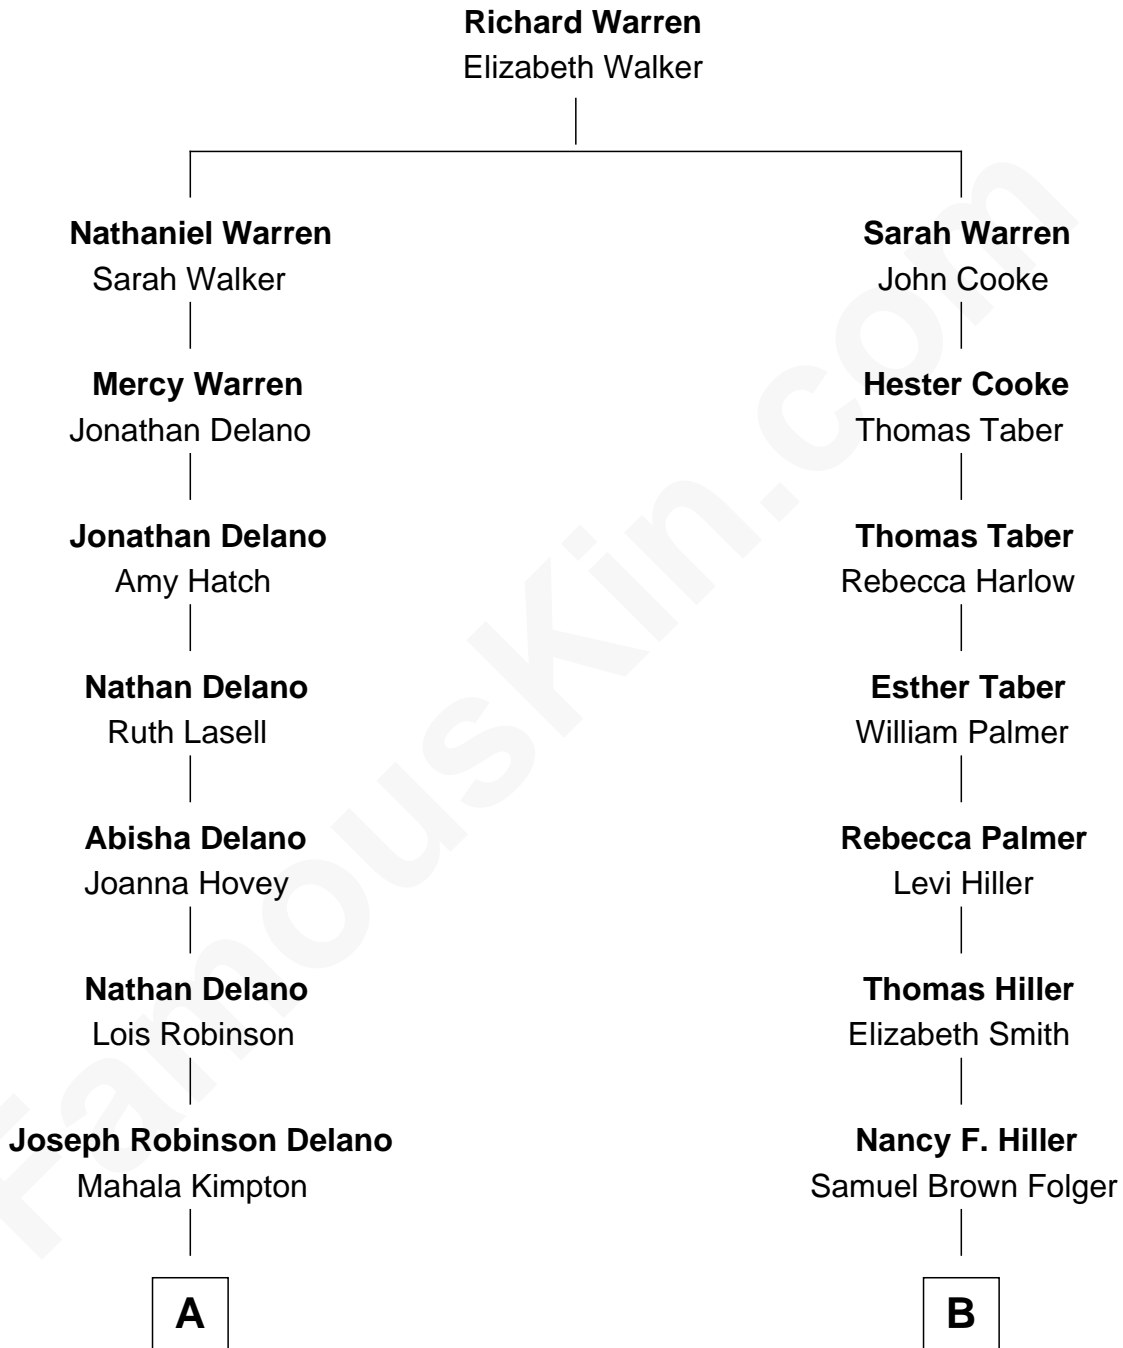 Richard Warren
Elizabeth Walker
Nathaniel Warren
Sarah Walker
Sarah Warren
John Cooke
Mercy Warren
Jonathan Delano
Hester Cooke
Thomas Taber
Jonathan Delano
Amy Hatch
Thomas Taber
Rebecca Harlow
Nathan Delano
Ruth Lasell
Esther Taber
William Palmer
Abisha Delano
Joanna Hovey
Rebecca Palmer
Levi Hiller
Nathan Delano
Lois Robinson
Thomas Hiller
Elizabeth Smith
Joseph Robinson Delano
Mahala Kimpton
Nancy F. Hiller
Samuel Brown Folger
A
B
FamousKin.com